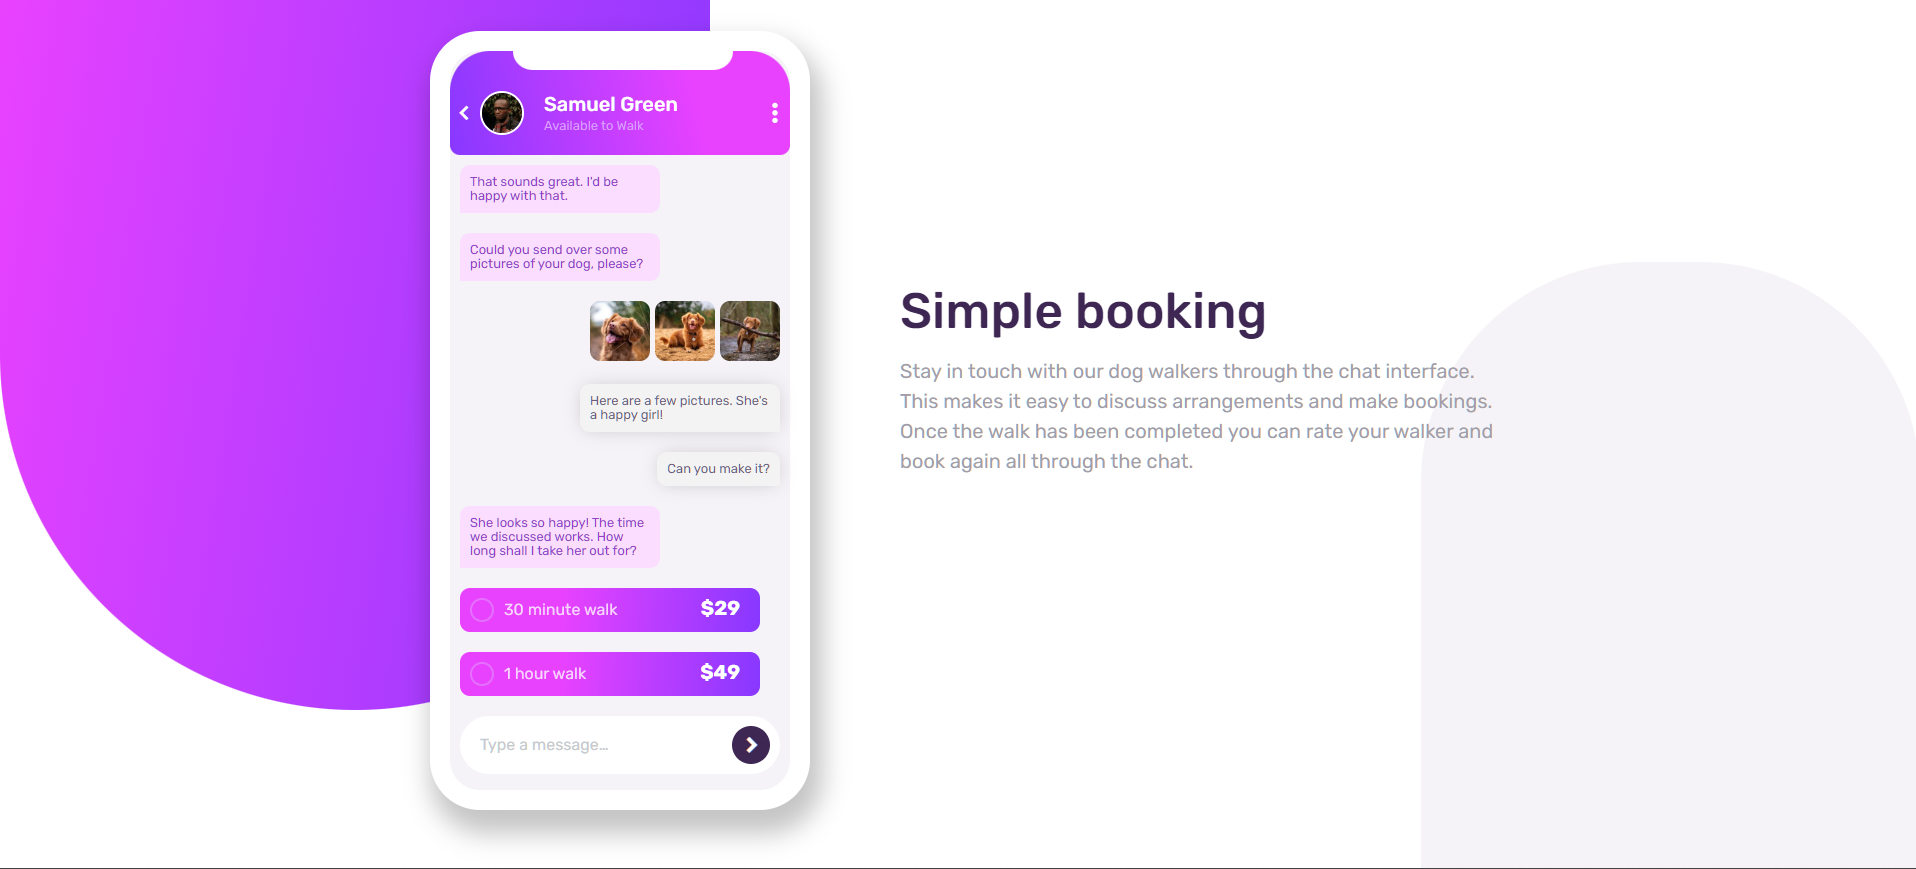 Samuel Green
Available to Walk
That sounds great. I'd be
happy with that.
Could you send over some
pictures of your dog, please?
Here are a few pictures. She's
a happy girl!
Can you make it?
She looks so happy! The time
we discussed works. How
long shall I take her out for?
30 minute walk $29
1 hour walk $49
Type a message...
Simple booking
Stay in touch with our dog walkers through the chat interface.
This makes it easy to discuss arrangements and make bookings.
Once the walk has been completed you can rate your walker and
book again all through the chat.